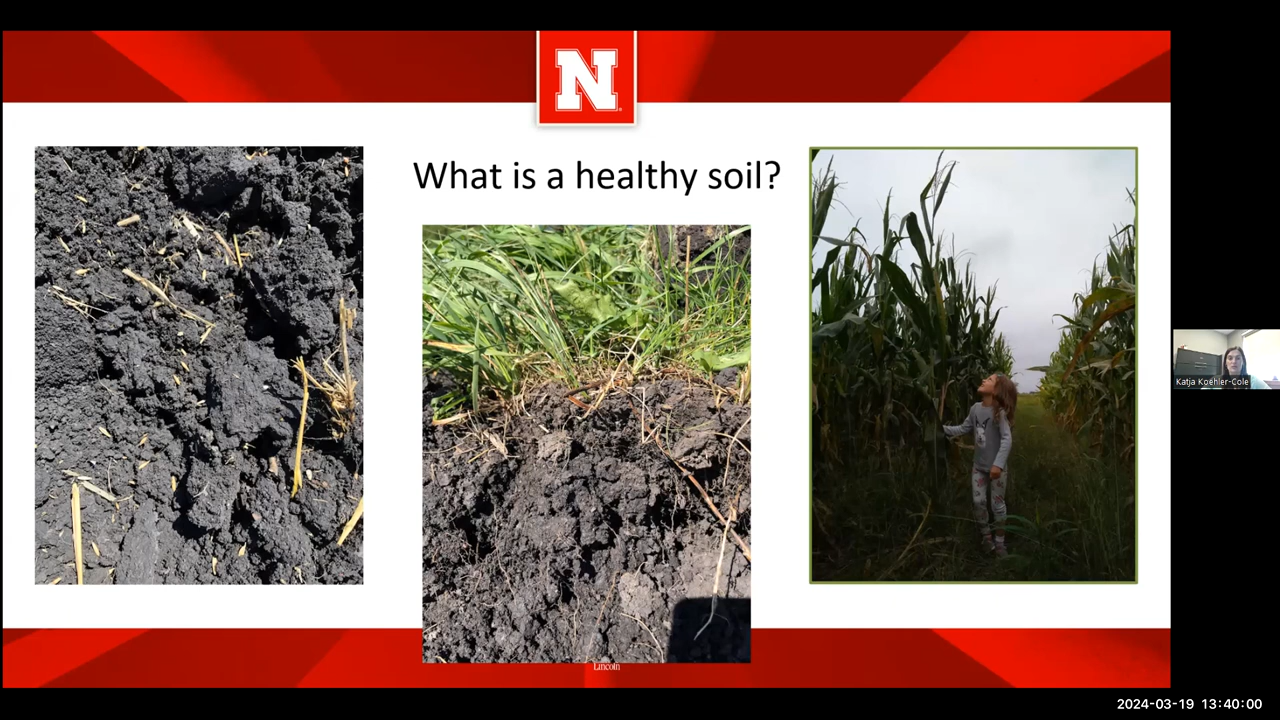 N
What is a healthy soil?
Katja Koehler-Cole
Lincoln
2024-03-19 13:40:00